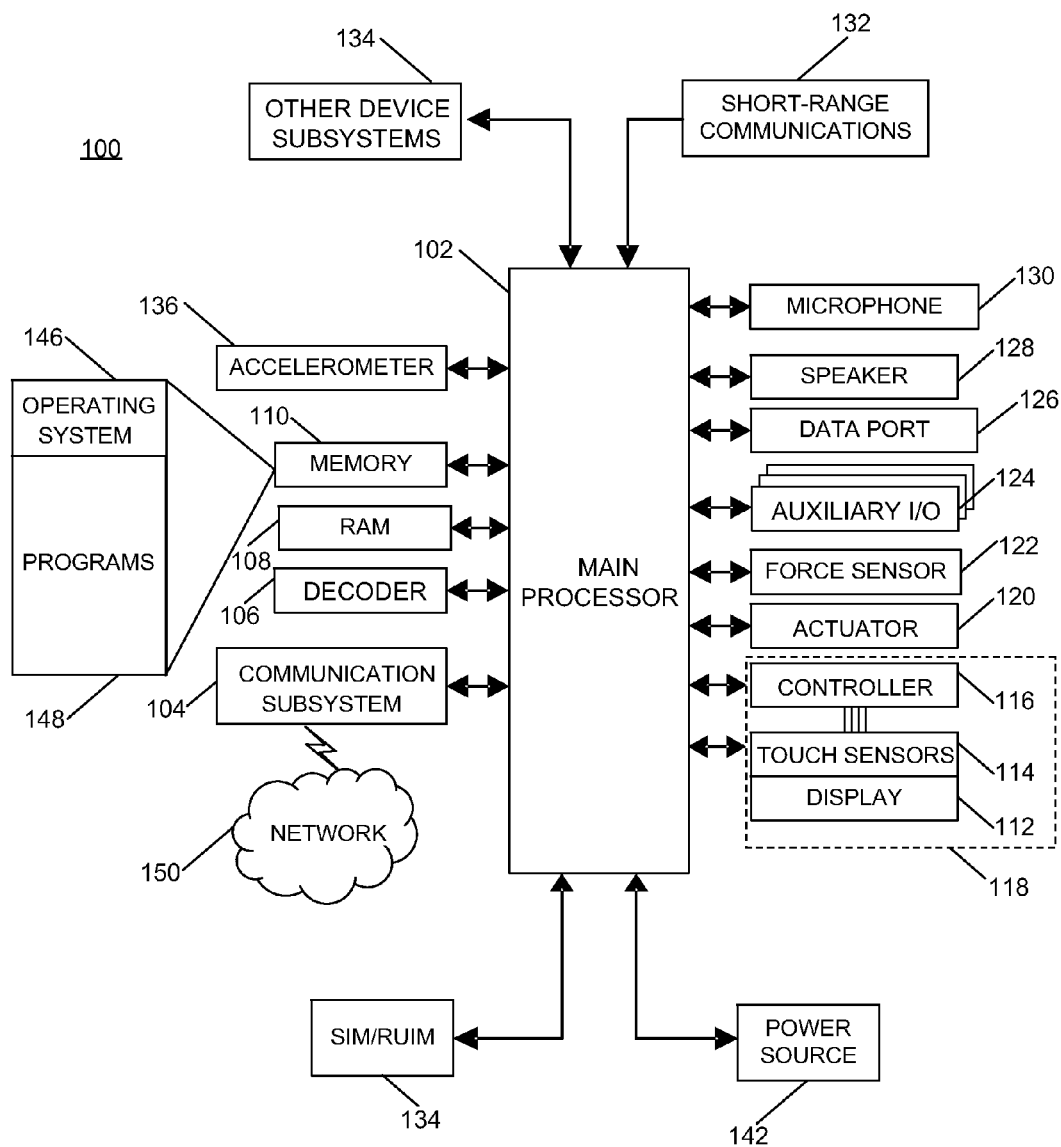 134
132
OTHER DEVICE
SUBSYSTEMS
SHORT-RANGE
COMMUNICATIONS
100
102
130
MICROPHONE
136
146
ACCELEROMETER
128
SPEAKER
OPERATING
SYSTEM
110
MEMORY
126
DATA PORT
124
AUXILIARY I/O
RAM
108
PROGRAMS
MAIN
PROCESSOR
122
FORCE SENSOR
DECODER
106
120
ACTUATOR
COMMUNICATION
SUBSYSTEM
104
148
CONTROLLER
116
TOUCH SENSORS
114
DISPLAY
112
NETWORK
150
118
SIM/RUIM
134
POWER
SOURCE
142